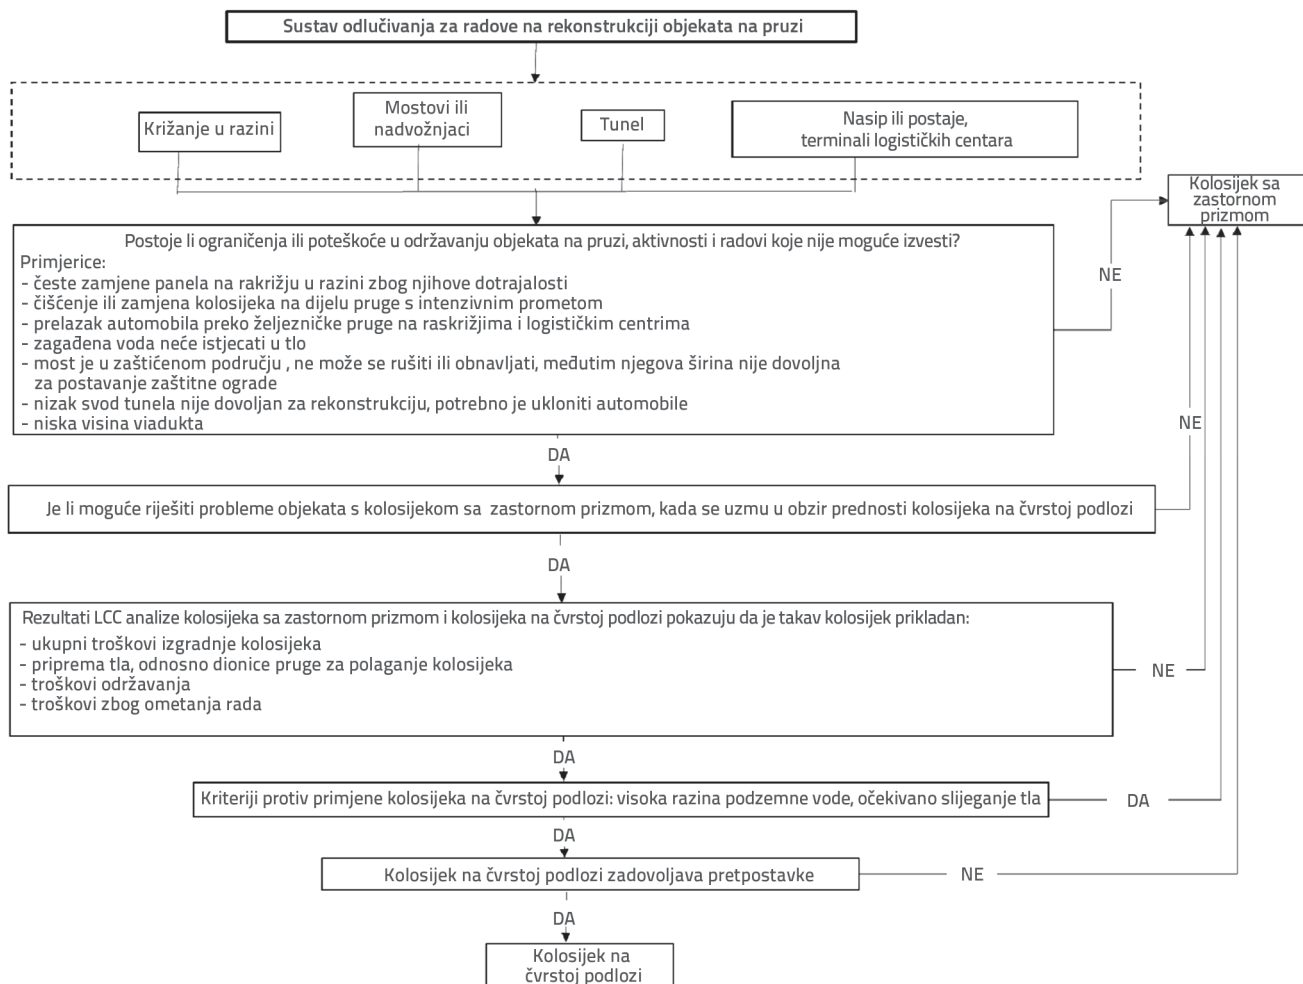 Sustav odlučivanja za radove na rekonstrukciji objekata na pruzi
Križanje u razini
Mostovi ili
nadvožnjaci
Tunel
Nasip ili postaje,
terminali logističkih centara
Kolosijek sa
zastornom
prizmom
Postoje li ograničenja ili poteškoće u održavanju objekata na pruzi, aktivnosti i radovi koje nije moguće izvesti?
Primjerice:
- česte zamjene panela na rakrižju u razini zbog njihove dotrajalosti
- čišćenje ili zamjena kolosijeka na dijelu pruge s intenzivnim prometom
- prelazak automobila preko željezničke pruge na raskrižjima i logističkim centrima
- zagađena voda neće istjecati u tlo
- most je u zaštićenom području , ne može se rušiti ili obnavljati, međutim njegova širina nije dovoljna
za postavanje zaštitne ograde
- nizak svod tunela nije dovoljan za rekonstrukciju, potrebno je ukloniti automobile
- niska visina viadukta
NE
DA
Je li moguće riješiti probleme objekata s kolosijekom sa zastornom prizmom, kada se uzmu u obzir prednosti kolosijeka na čvrstoj podlozi
NE
DA
Rezultati LCC analize kolosijeka sa zastornom prizmom i kolosijeka na čvrstoj podlozi pokazuju da je takav kolosijek prikladan:
- ukupni troškovi izgradnje kolosijeka
- priprema tla, odnosno dionice pruge za polaganje kolosijeka
- troškovi održavanja
- troškovi zbog ometanja rada
NE
DA
Kriteriji protiv primjene kolosijeka na čvrstoj podlozi: visoka razina podzemne vode, očekivano slijeganje tla
DA
DA
Kolosijek na čvrstoj podlozi zadovoljava pretpostavke
NE
DA
Kolosijek na
čvrstoj podlozi